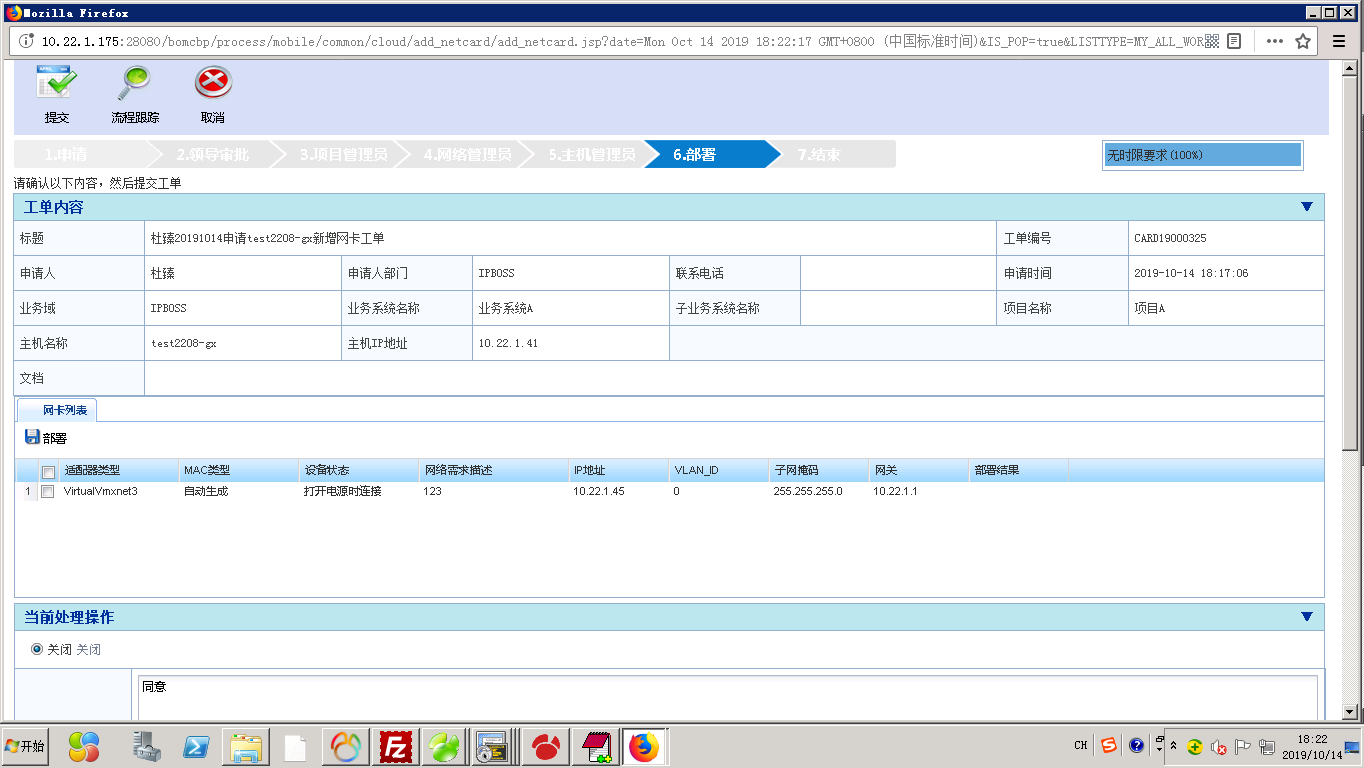 Mozilla Firefox
10.22.1.175:28080/bomcbp/process/mobile/common/cloud/add_netcard/add_netcard.jsp?date=Mon Oct 14 2019 18:22:17 GMT+0800 (中国标准时间)&IS_POP=true&LISTTYPE=MY_ALL_WOR
提交 流程跟踪 取消
1.申请 2.领导审批 3.项目管理员 4.网络管理员 5.主机管理员 6.部署 7.结束 无时限要求(100%)
请确认以下内容，然后提交工单
工单内容
标题 杜臻20191014申请test2208-gx新增网卡工单 工单编号 CARD19000325
申请人 杜臻 申请人部门 IPBOSS 联系电话 申请时间 2019-10-14 18:17:06
业务域 IPBOSS 业务系统名称 业务系统A 子业务系统名称 项目名称 项目A
主机名称 test2208-gx 主机IP地址 10.22.1.41
文档
网卡列表
部署
适配器类型 MAC类型 设备状态 网络需求描述 IP地址 VLAN_ID 子网掩码 网关 部署结果
1 VirtualVmxnet3 自动生成 打开电源时连接 123 10.22.1.45 0 255.255.255.0 10.22.1.1
当前处理操作
关闭 关闭
同意
开始 CH 18:22
2019/10/14